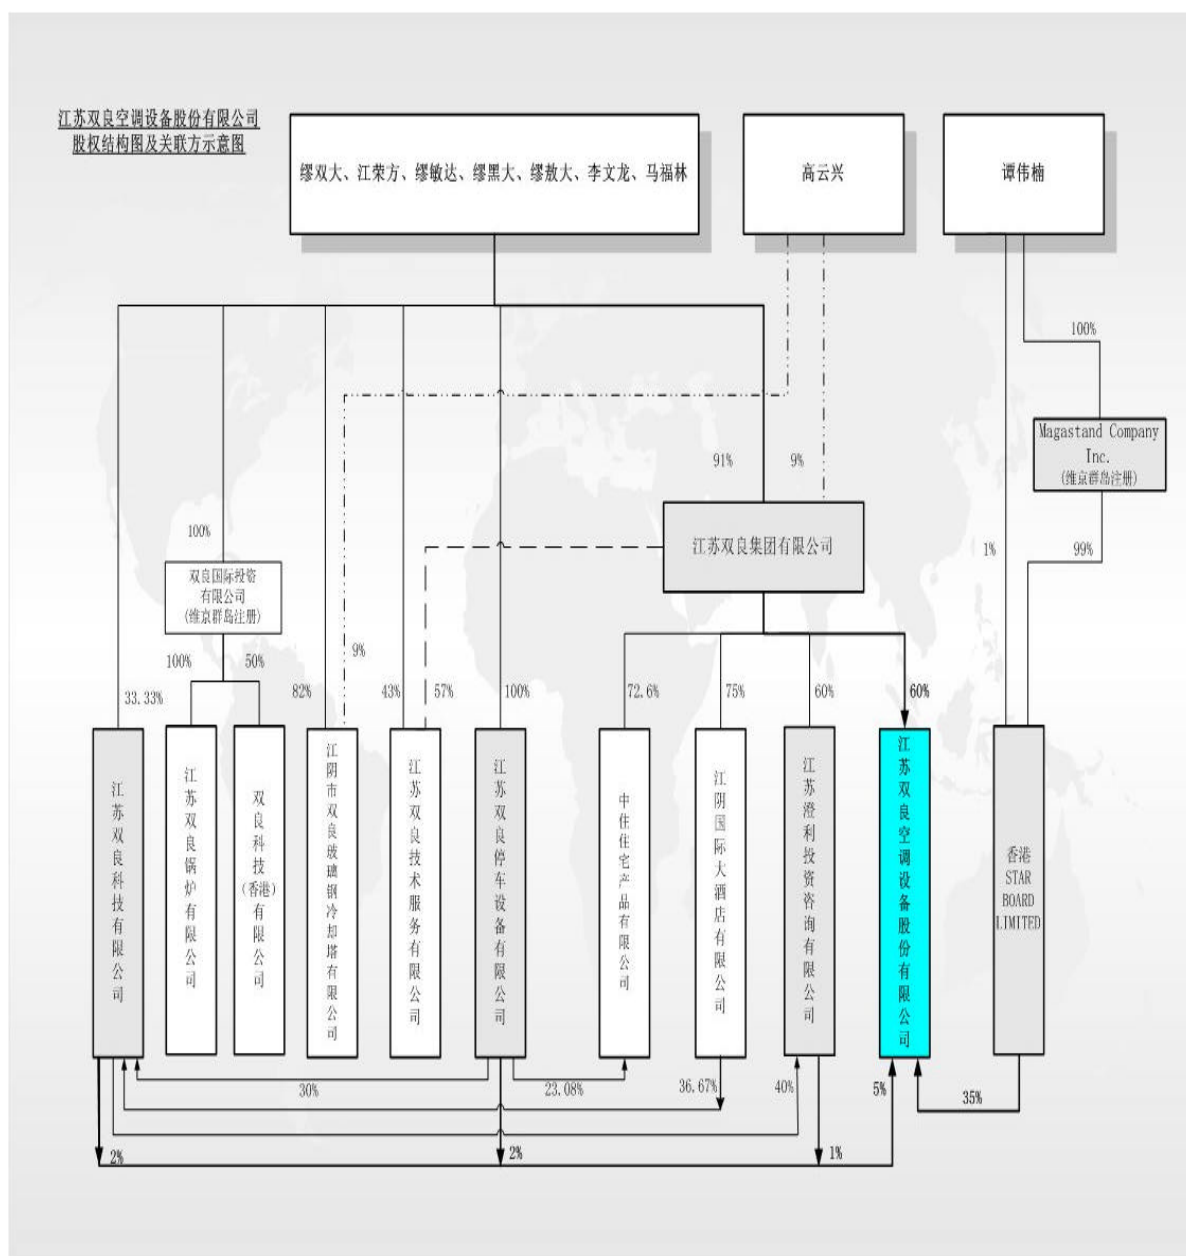 江苏双良空调设备股份有限公司
股权结构图及关联方示意图
缪双大、江荣方、缪敏达、缪黑大、缪敖大、李文龙、马福林
高云兴
谭伟楠
100%
Magastand Company
Inc.
(维京群岛注册)
91%
9%
100%
江苏双良集团有限公司
1%
99%
双良国际投资
有限公司
(维京群岛注册)
9%
100%
50%
33.33%
82%
43%
57%
100%
72.6%
75%
60%
60%
江苏双良科技有限公司
江苏双良锅炉有限公司
双良科技(香港)有限公司
江阴市双良玻璃钢冷却塔有限公司
江苏双良技术服务有限公司
江苏双良停车设备有限公司
中住住宅产品有限公司
江阴国际大酒店有限公司
江苏澄利投资咨询有限公司
江苏双良空调设备股份有限公司
香港
STAR
BOARD
LIMITED
30%
23.08%
36.67%
40%
5%
35%
2%
2%
1%